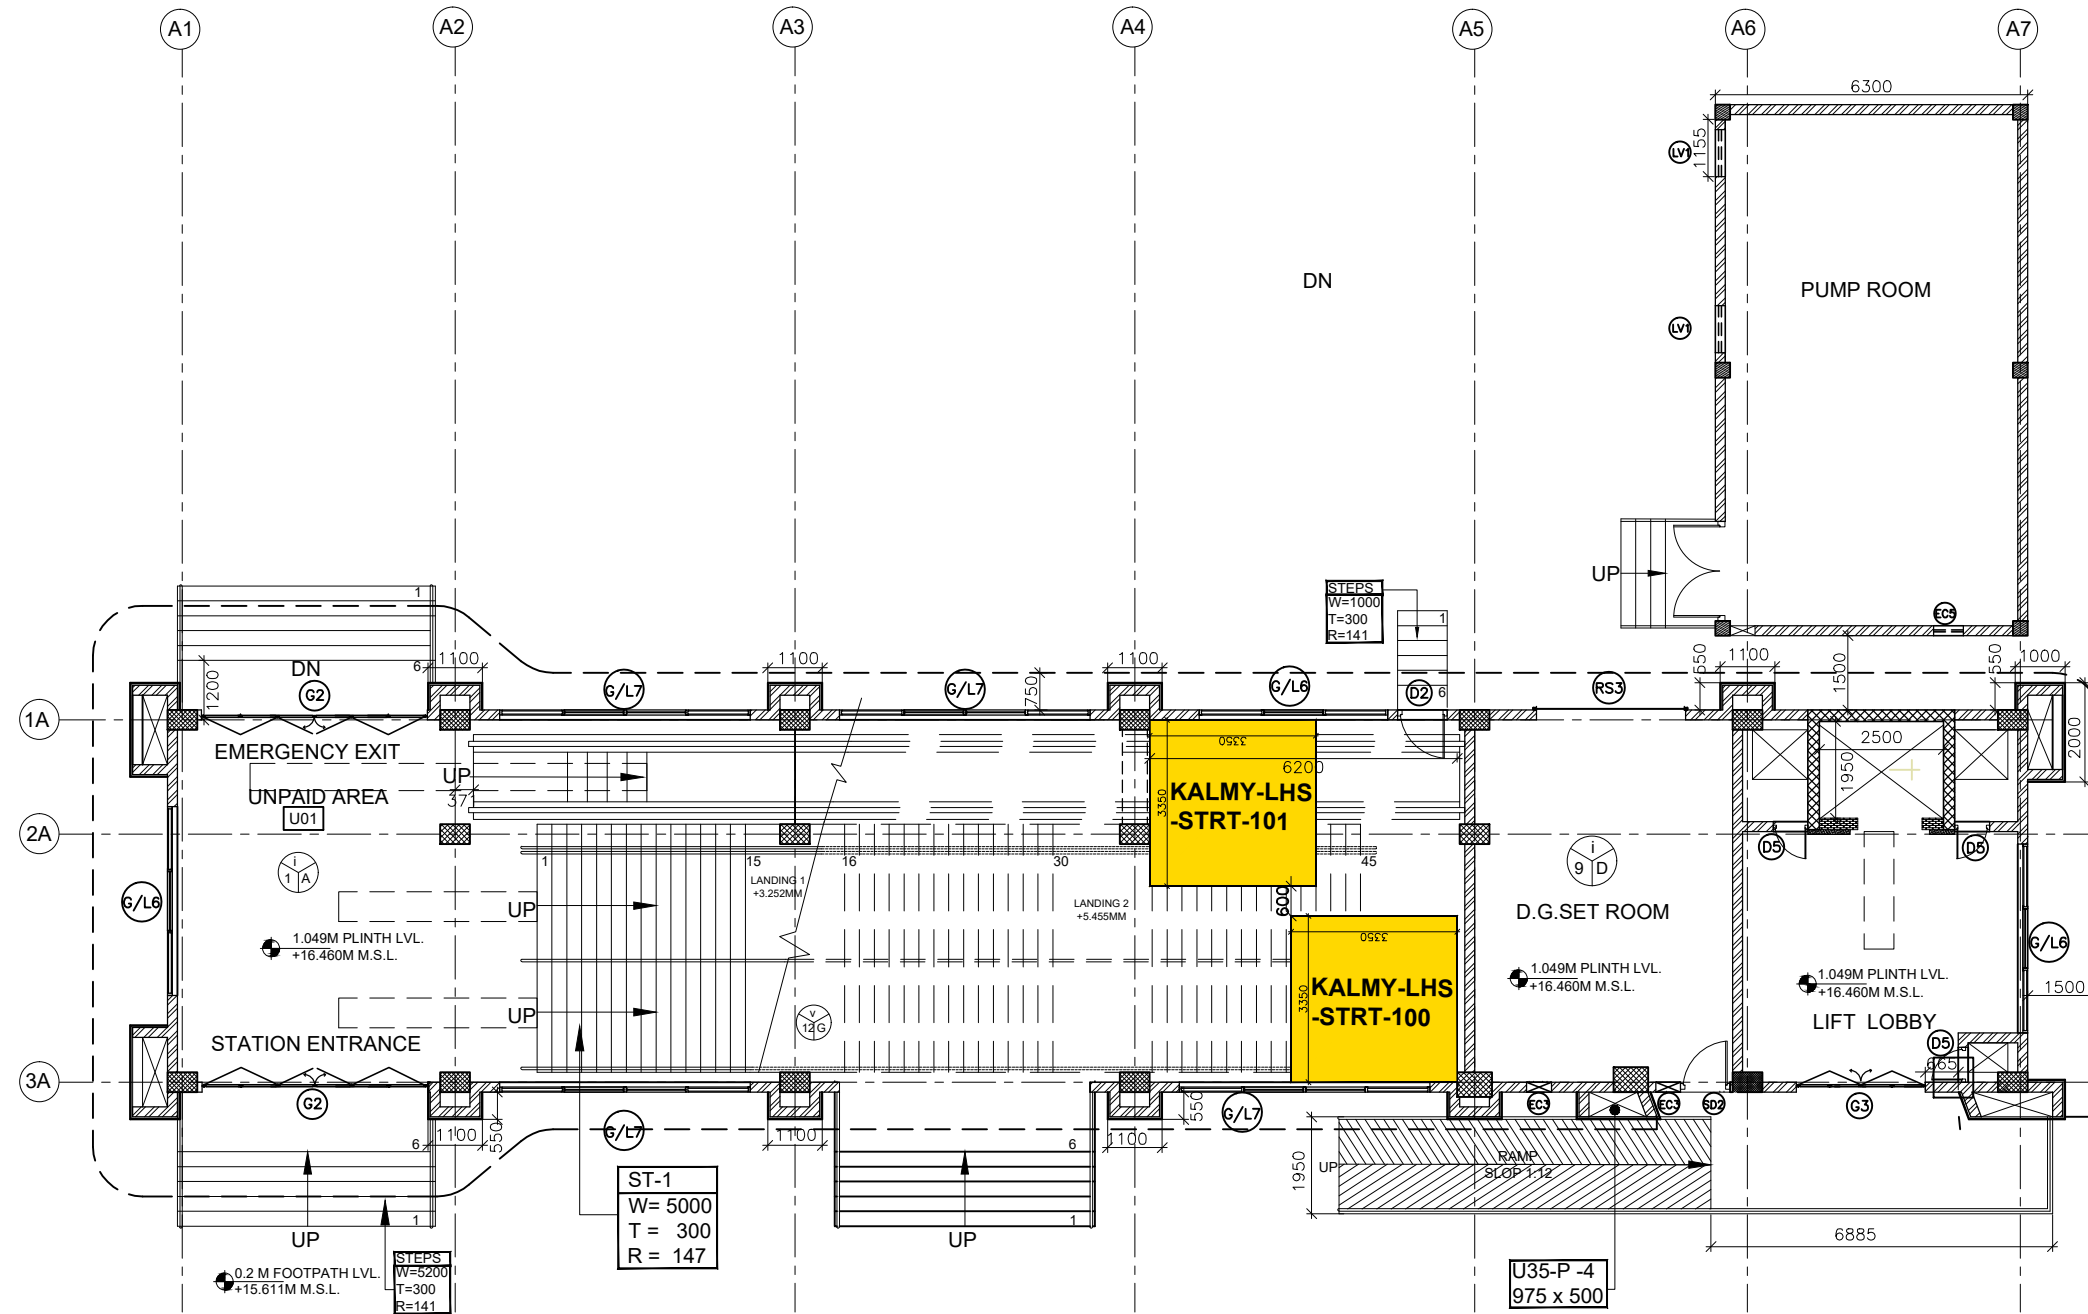 A1
A2
A3
A4
A5
A6
A7
6300
LV1
1155
DN
PUMP ROOM
LV1
UP
EC5
STEPS
W=1000
T=300
R=141
1
6
1
6
DN
1200
G2
1100
G/L7
1100
G/L7
750
1100
G/L6
D2
RS3
550
1100
1500
550
1000
2000
1A
EMERGENCY EXIT
UP
371
UNPAID AREA
U01
3350
6200
3350
KALMY-LHS
-STRT-101
2500
1950
2A
i
1 A
1
15
16
30
45
LANDING 1
+3.252MM
LANDING 2
+5.455MM
600
i
9 D
D5
D5
G/L6
UP
D.G.SET ROOM
1.049M PLINTH LVL.
+16.460M M.S.L.
3350
3350
KALMY-LHS
-STRT-100
1.049M PLINTH LVL.
+16.460M M.S.L.
1.049M PLINTH LVL.
+16.460M M.S.L.
G/L6
1500
UP
V
12 G
LIFT LOBBY
STATION ENTRANCE
D5
665
3A
G2
1100
550
G/L7
1100
550
1100
G/L7
EC3
EC3
SD2
G3
6
1
UP
6
1
UP
1950
UP
RAMP
SLOP 1:12
6885
ST-1
W= 5000
T = 300
R = 147
0.2 M FOOTPATH LVL.
+15.611M M.S.L.
STEPS
W=5200
T=300
R=141
U35-P -4
975 x 500